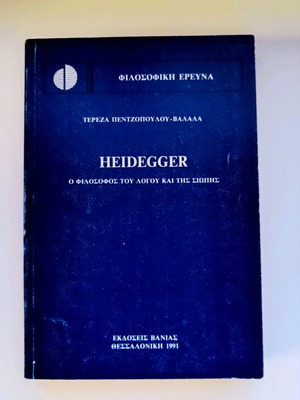 ΦΙΛΟΣΟΦΙΚΗ ΕΡΕΥΝΑ
ΤΕΡΕΖΑ ΠΕΝΤΖΟΠΟΥΛΟΥ-ΒΑΛΑΛΑ
HEIDEGGER
Ο ΦΙΛΟΣΟΦΟΣ ΤΟΥ ΛΟΓΟΥ ΚΑΙ ΤΗΣ ΣΙΩΠΗΣ
ΕΚΔΟΣΕΙΣ ΒΑΝΙΑΣ
ΘΕΣΣΑΛΟΝΙΚΗ 1991